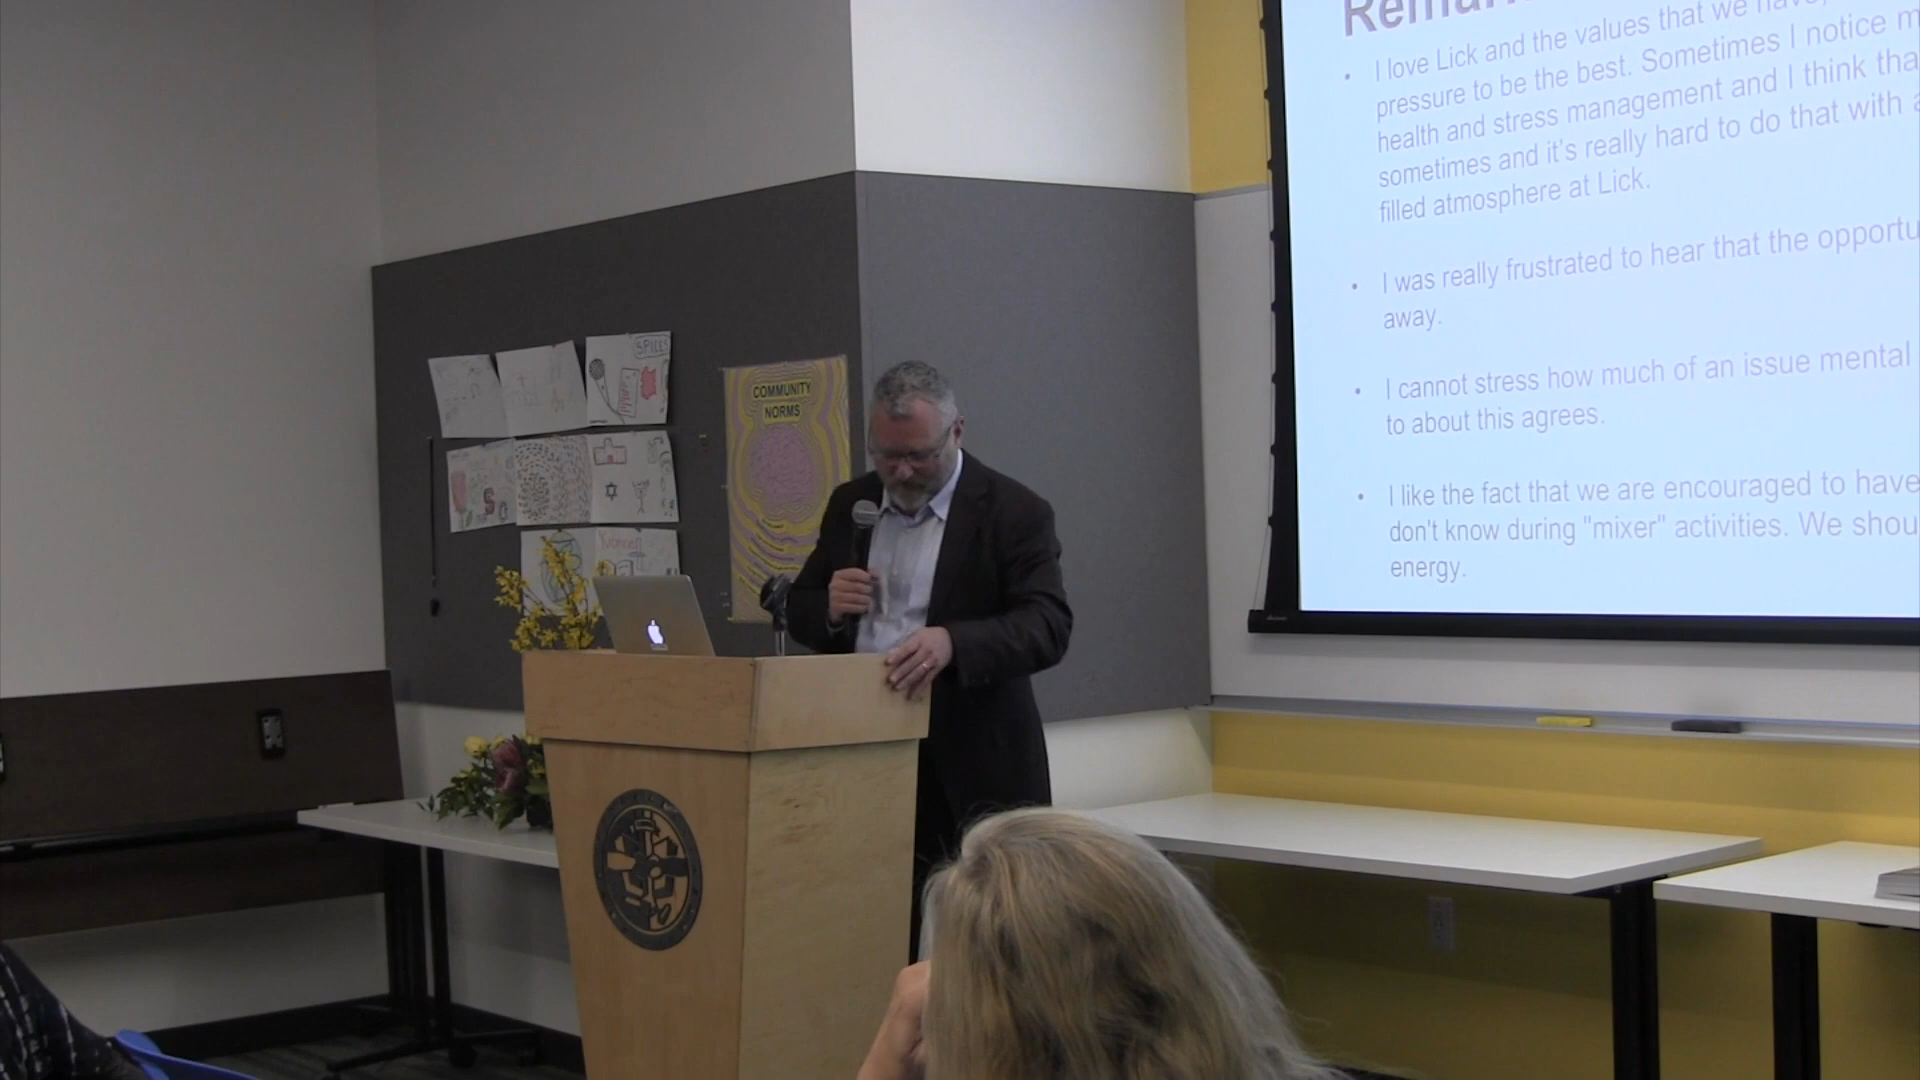 I love Lick and the values that we have,
pressure to be the best. Sometimes I notice
health and stress management and I think
sometimes and it's really hard to do that with
filled atmosphere at Lick.
I was really frustrated to hear that the
away.
I cannot stress how much of an issue mental
to about this agrees.
I like the fact that we are encouraged to have
don't know during "mixer" activities. We
energy.
COMMUNITY
NORMS
SPICES